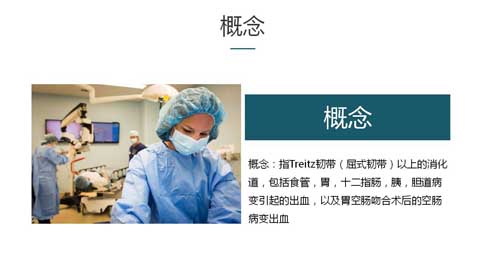 概念
概念
概念：指Treitz韧带（屈式韧带）以上的消化
道，包括食管，胃，十二指肠，胰，胆道病
变引起的出血，以及胃空肠吻合术后的空肠
病变出血